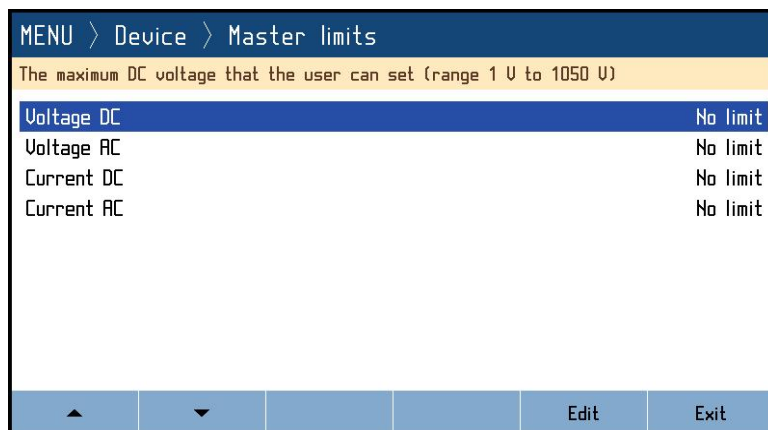 MENU > Device > Master limits
The maximum DC voltage that the user can set (range 1 V to 1050 V)
Voltage DC No limit
Voltage AC No limit
Current DC No limit
Current AC No limit
Edit Exit